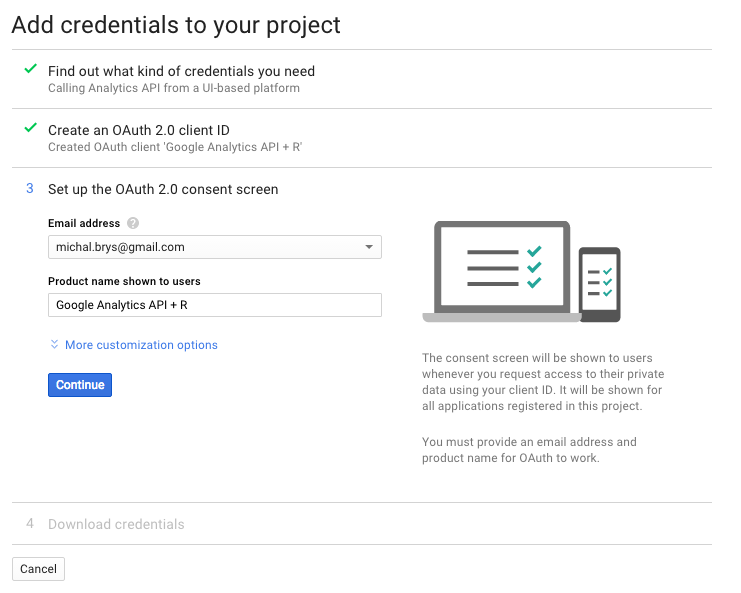 Add credentials to your project
Find out what kind of credentials you need
Calling Analytics API from a UI-based platform
Create an OAuth 2.0 client ID
Created OAuth client 'Google Analytics API + R'
3 Set up the OAuth 2.0 consent screen
Email address ?
michal.brys@gmail.com
Product name shown to users
Google Analytics API + R
More customization options
Continue
The consent screen will be shown to users
whenever you request access to their private
data using your client ID. It will be shown for
all applications registered in this project.
You must provide an email address and
product name for OAuth to work.
4 Download credentials
Cancel